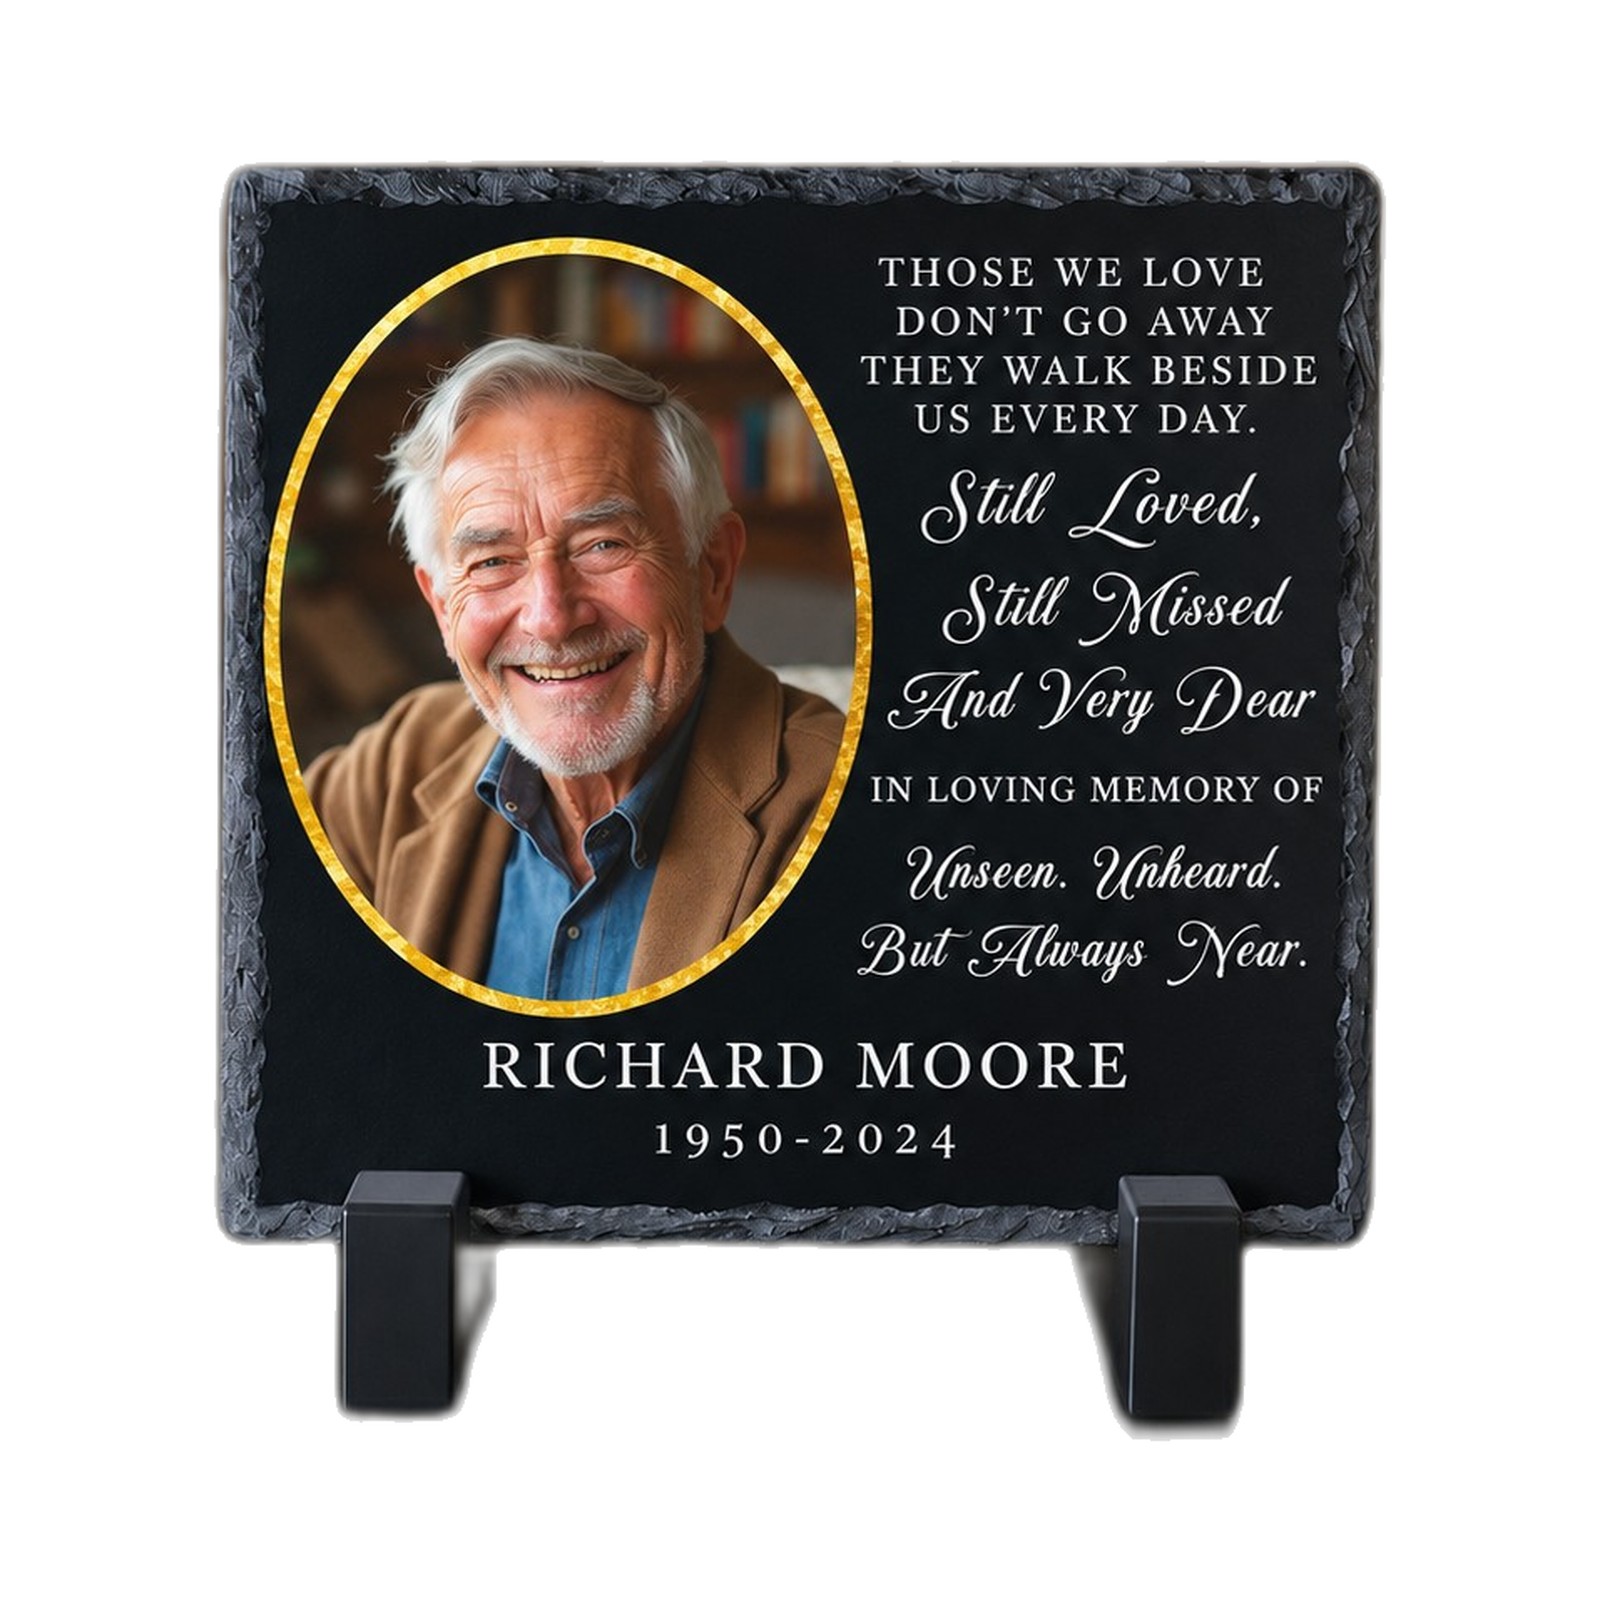 THOSE WE LOVE
DON'T GO AWAY
THEY WALK BESIDE
US EVERY DAY.
Still Loved,
Still Missed
And Very Dear
IN LOVING MEMORY OF
Unseen. Unheard.
But Always Near.
RICHARD MOORE
1950-2024